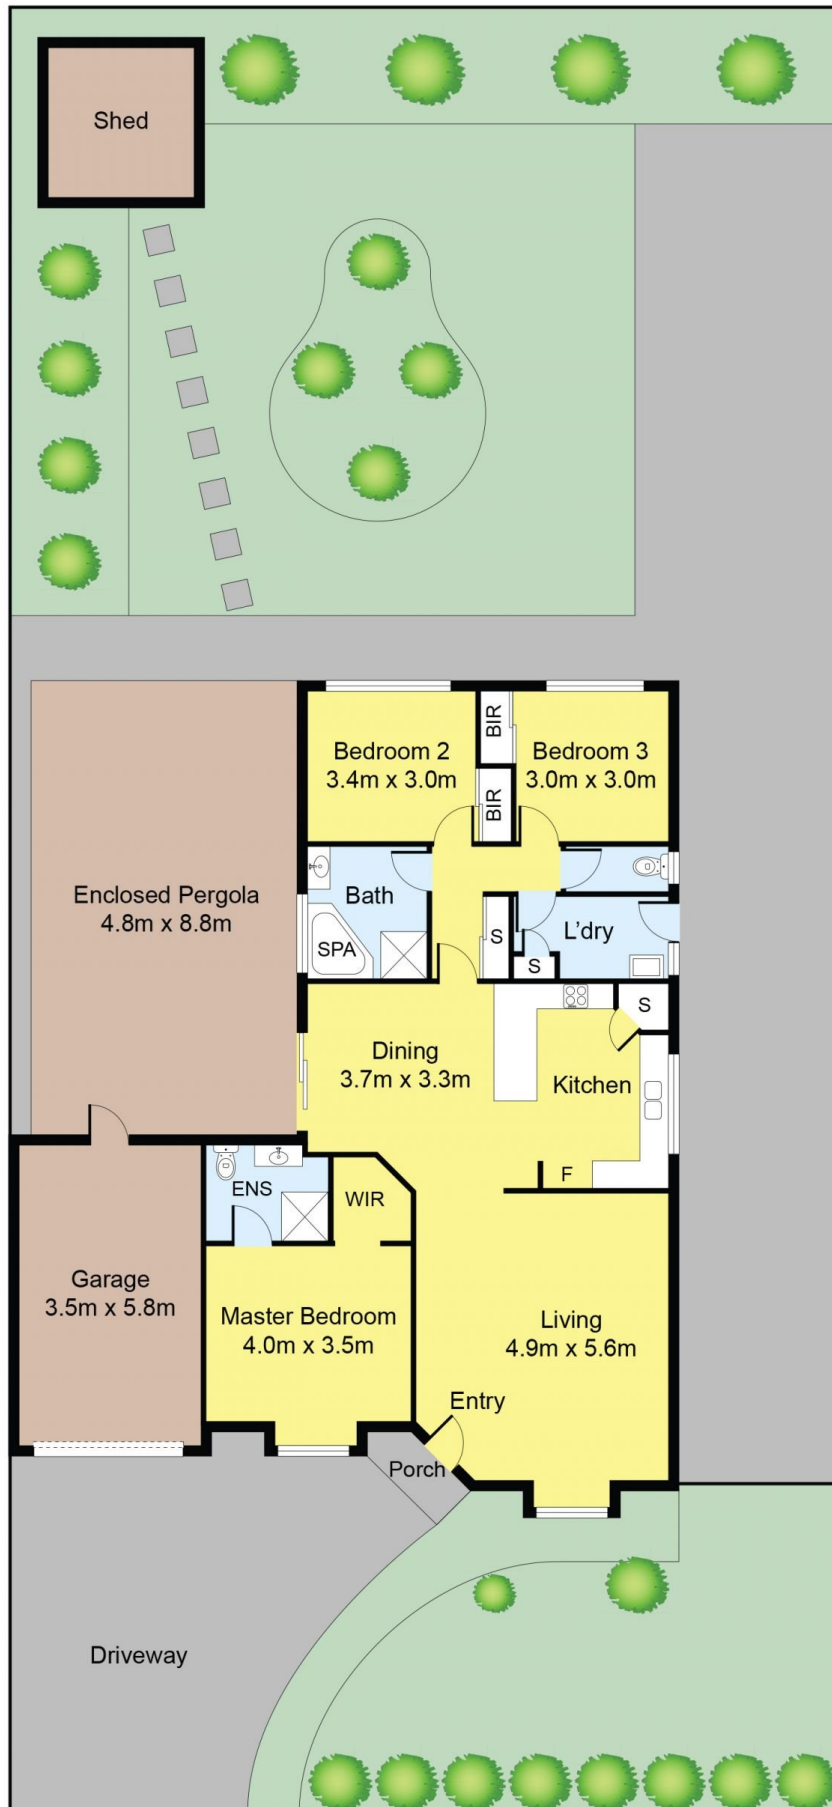 Shed
Bedroom 2
3.4m x 3.0m
BIR
BIR
Bedroom 3
3.0m x 3.0m
Enclosed Pergola
4.8m x 8.8m
Bath
SPA
S
S
L'dry
Dining
3.7m x 3.3m
S
Kitchen
F
ENS
WIR
Garage
3.5m x 5.8m
Master Bedroom
4.0m x 3.5m
Living
4.9m x 5.6m
Entry
Porch
Driveway